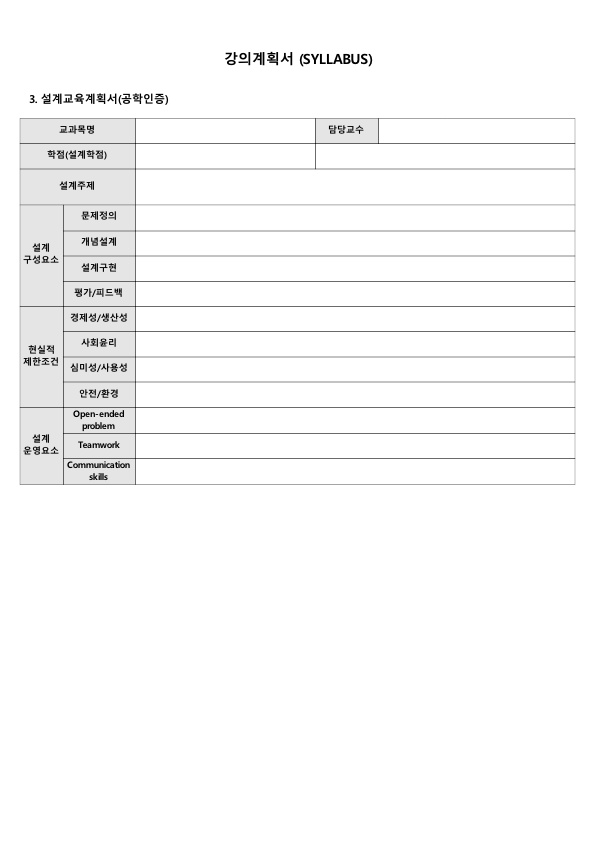 강의계획서 (SYLLABUS)
3. 설계교육계획서(공학인증)
교과목명
담당교수
학점(설계학점)
설계주제
설계
구성요소
문제정의
개념설계
설계구현
평가/피드백
현실적
제한조건
경제성/생산성
사회윤리
심미성/사용성
안전/환경
설계
운영요소
Open-ended
problem
Teamwork
Communication
skills